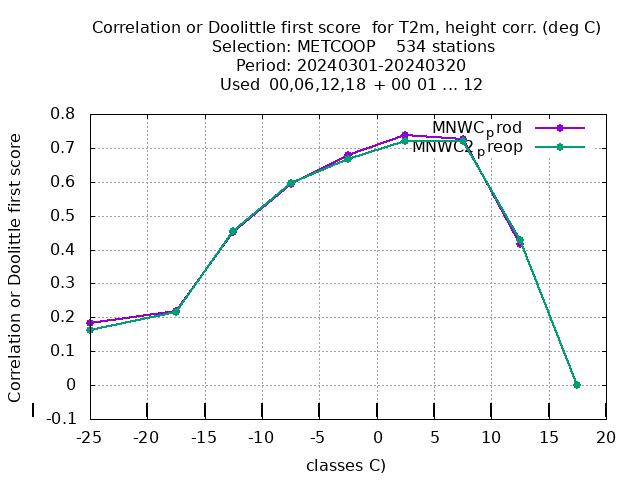 Correlation or Doolittle first score  for T2m, height corr. (deg C)
Selection: METCOOP    534 stations
Period: 20240301-20240320
Used 00,06,12,18 + 00 01 ... 12
MNWC_prod
MNWC2_preop
Correlation or Doolittle first score
0.8
0.7
0.6
0.5
0.4
0.3
0.2
0.1
0
-0.1
-25 -20 -15 -10 -5 0 5 10 15 20
classes C)